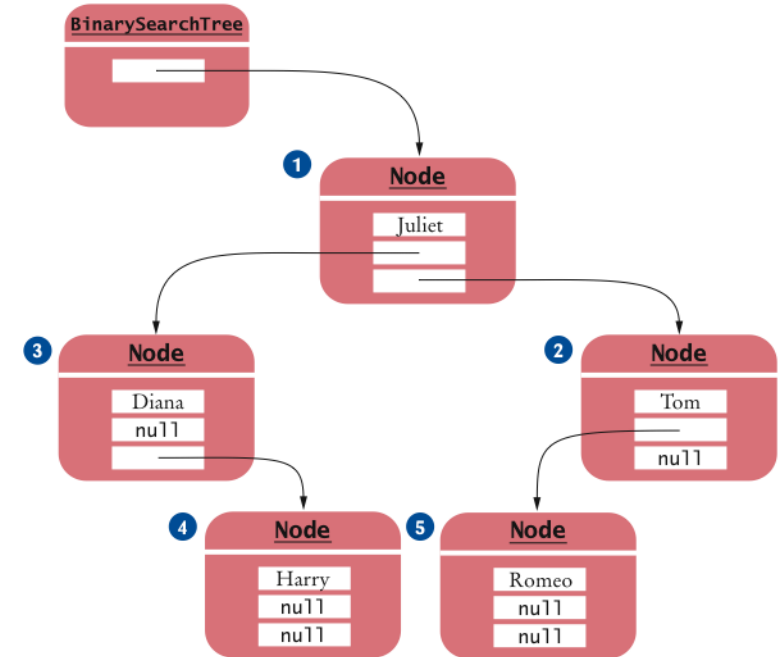 BinarySearchTree
1
Node
Juliet
3
Node
Diana
null
2
Node
Tom
null
4
Node
Harry
null
null
5
Node
Romeo
null
null